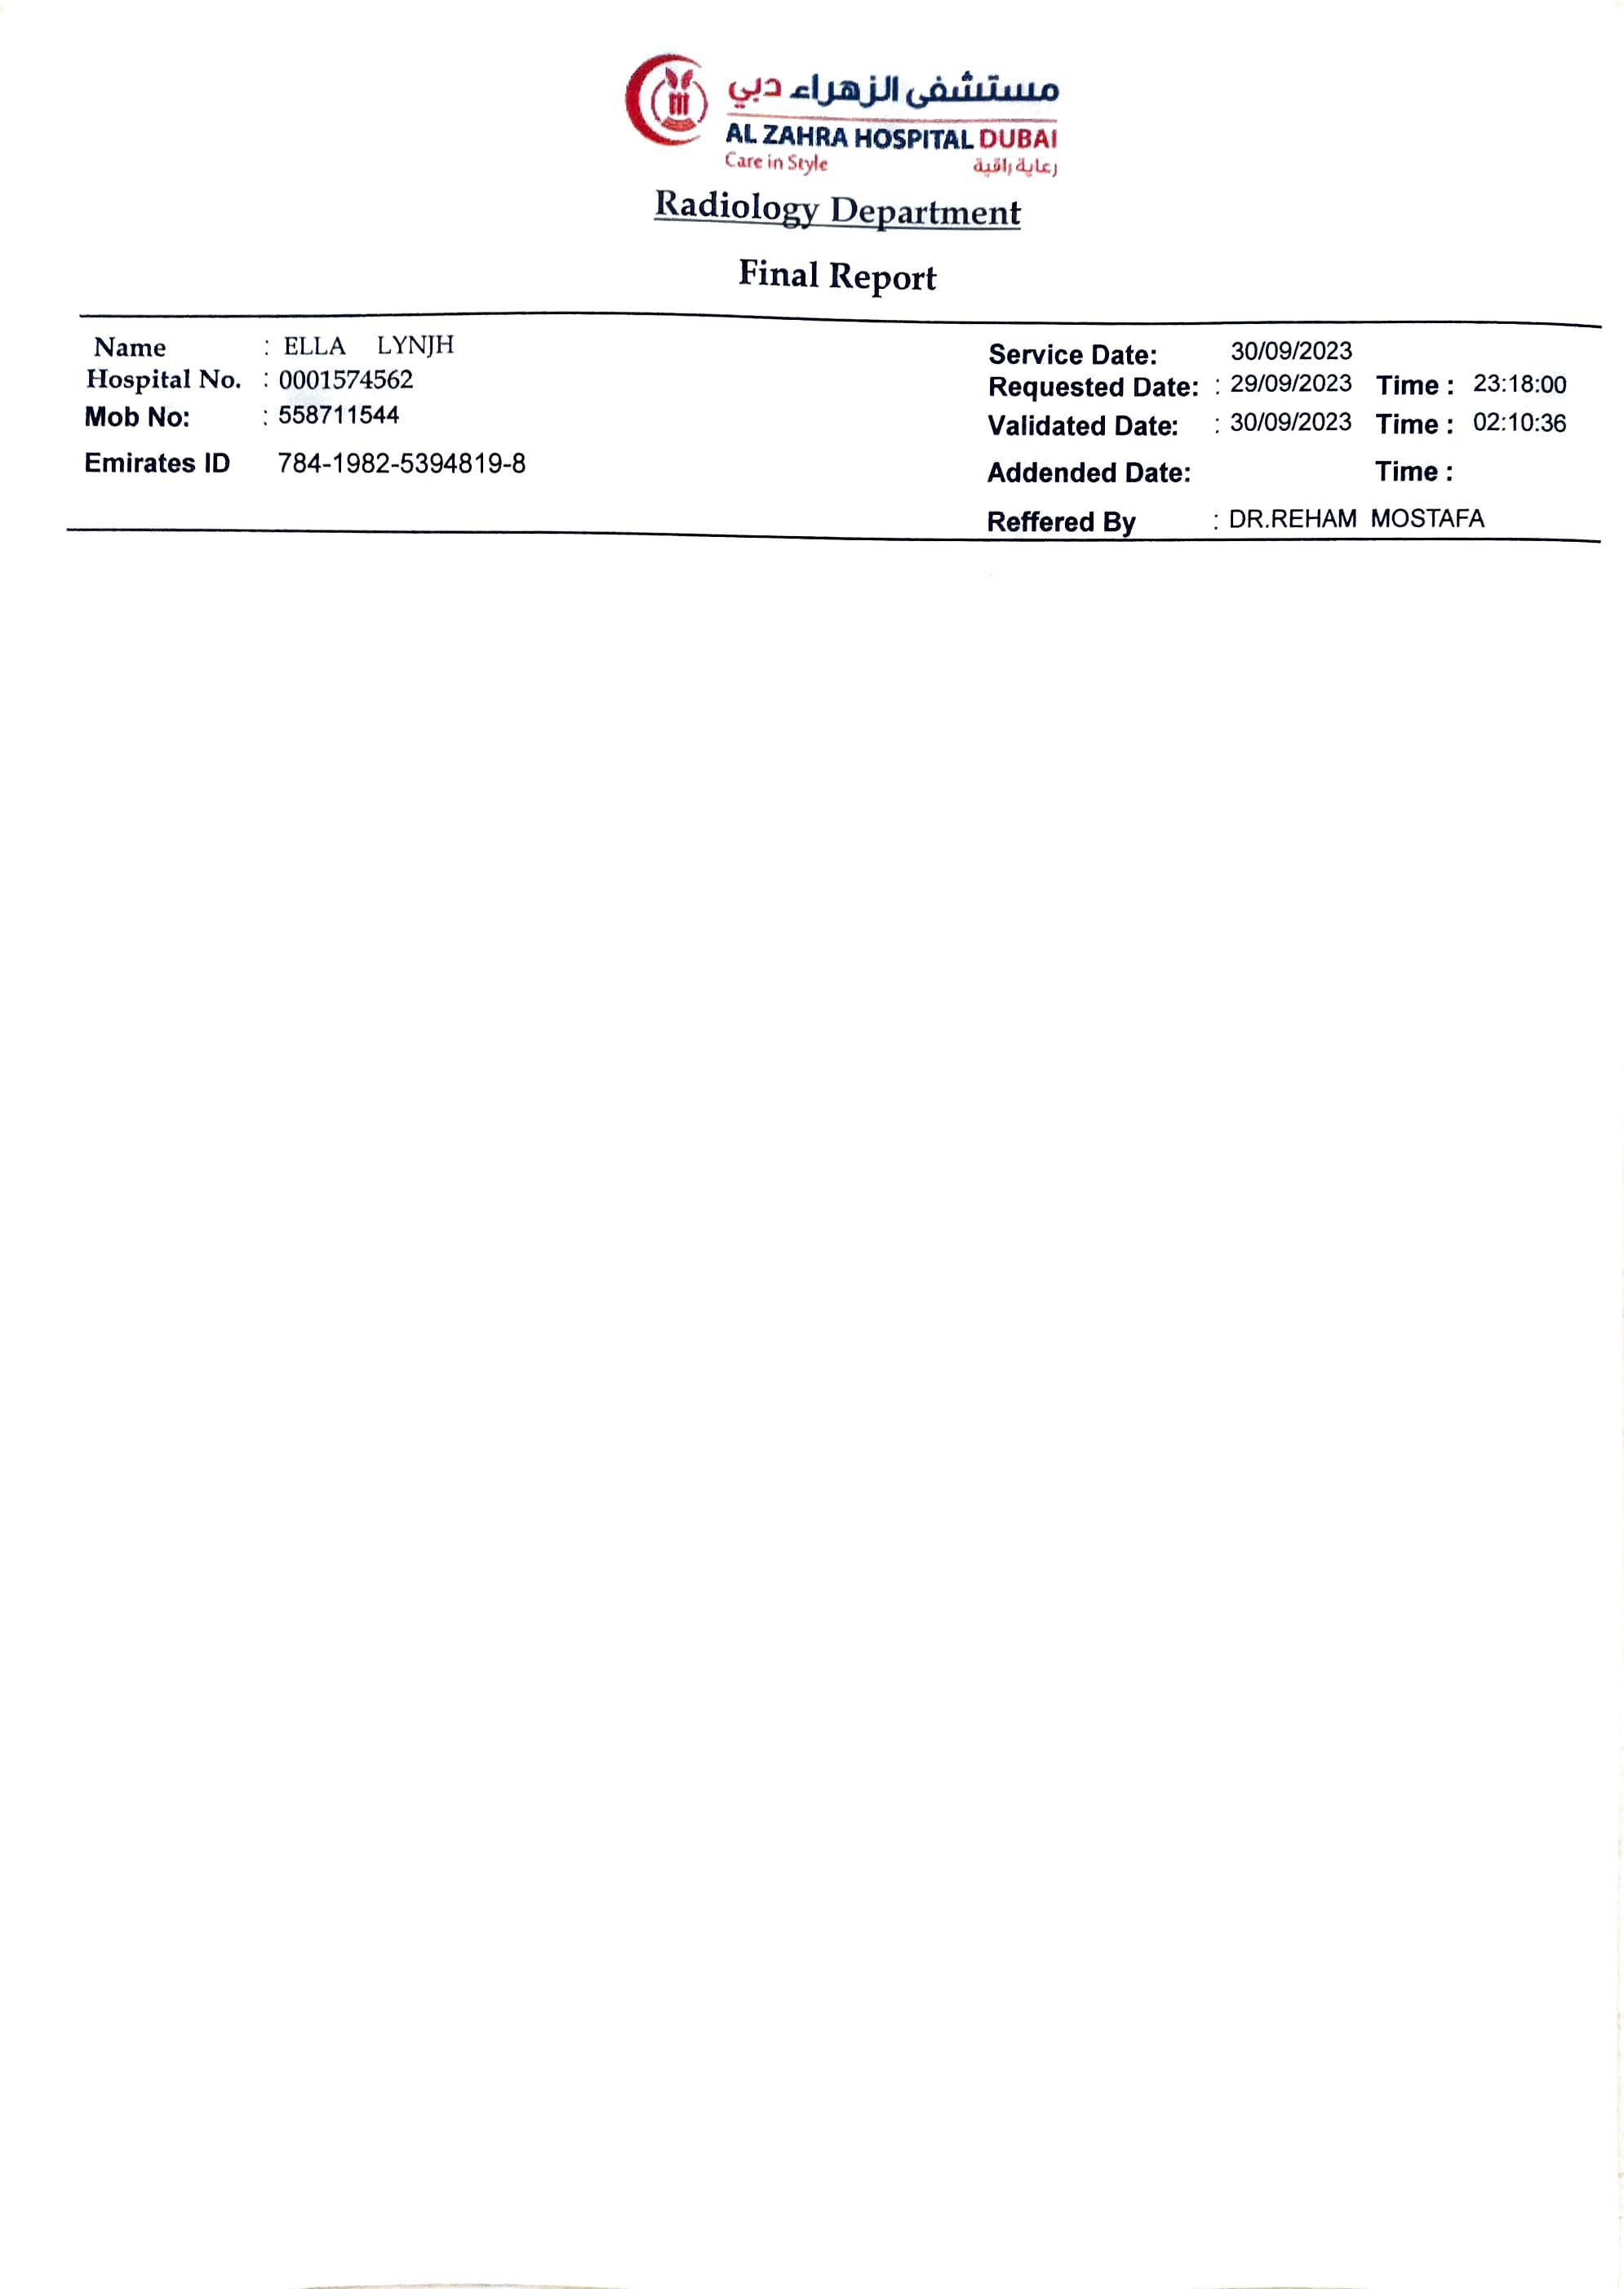 مستشفى الزهراء دبي
AL ZAHRA HOSPITAL DUBAI
Care in Style رعاية راقية
Radiology Department
Final Report
Name : ELLA LYNJH
Hospital No. : 0001574562
Mob No: : 558711544
Emirates ID 784-1982-5394819-8
Service Date: 30/09/2023
Requested Date: : 29/09/2023 Time : 23:18:00
Validated Date: : 30/09/2023 Time : 02:10:36
Addended Date: Time :
Reffered By : DR.REHAM MOSTAFA